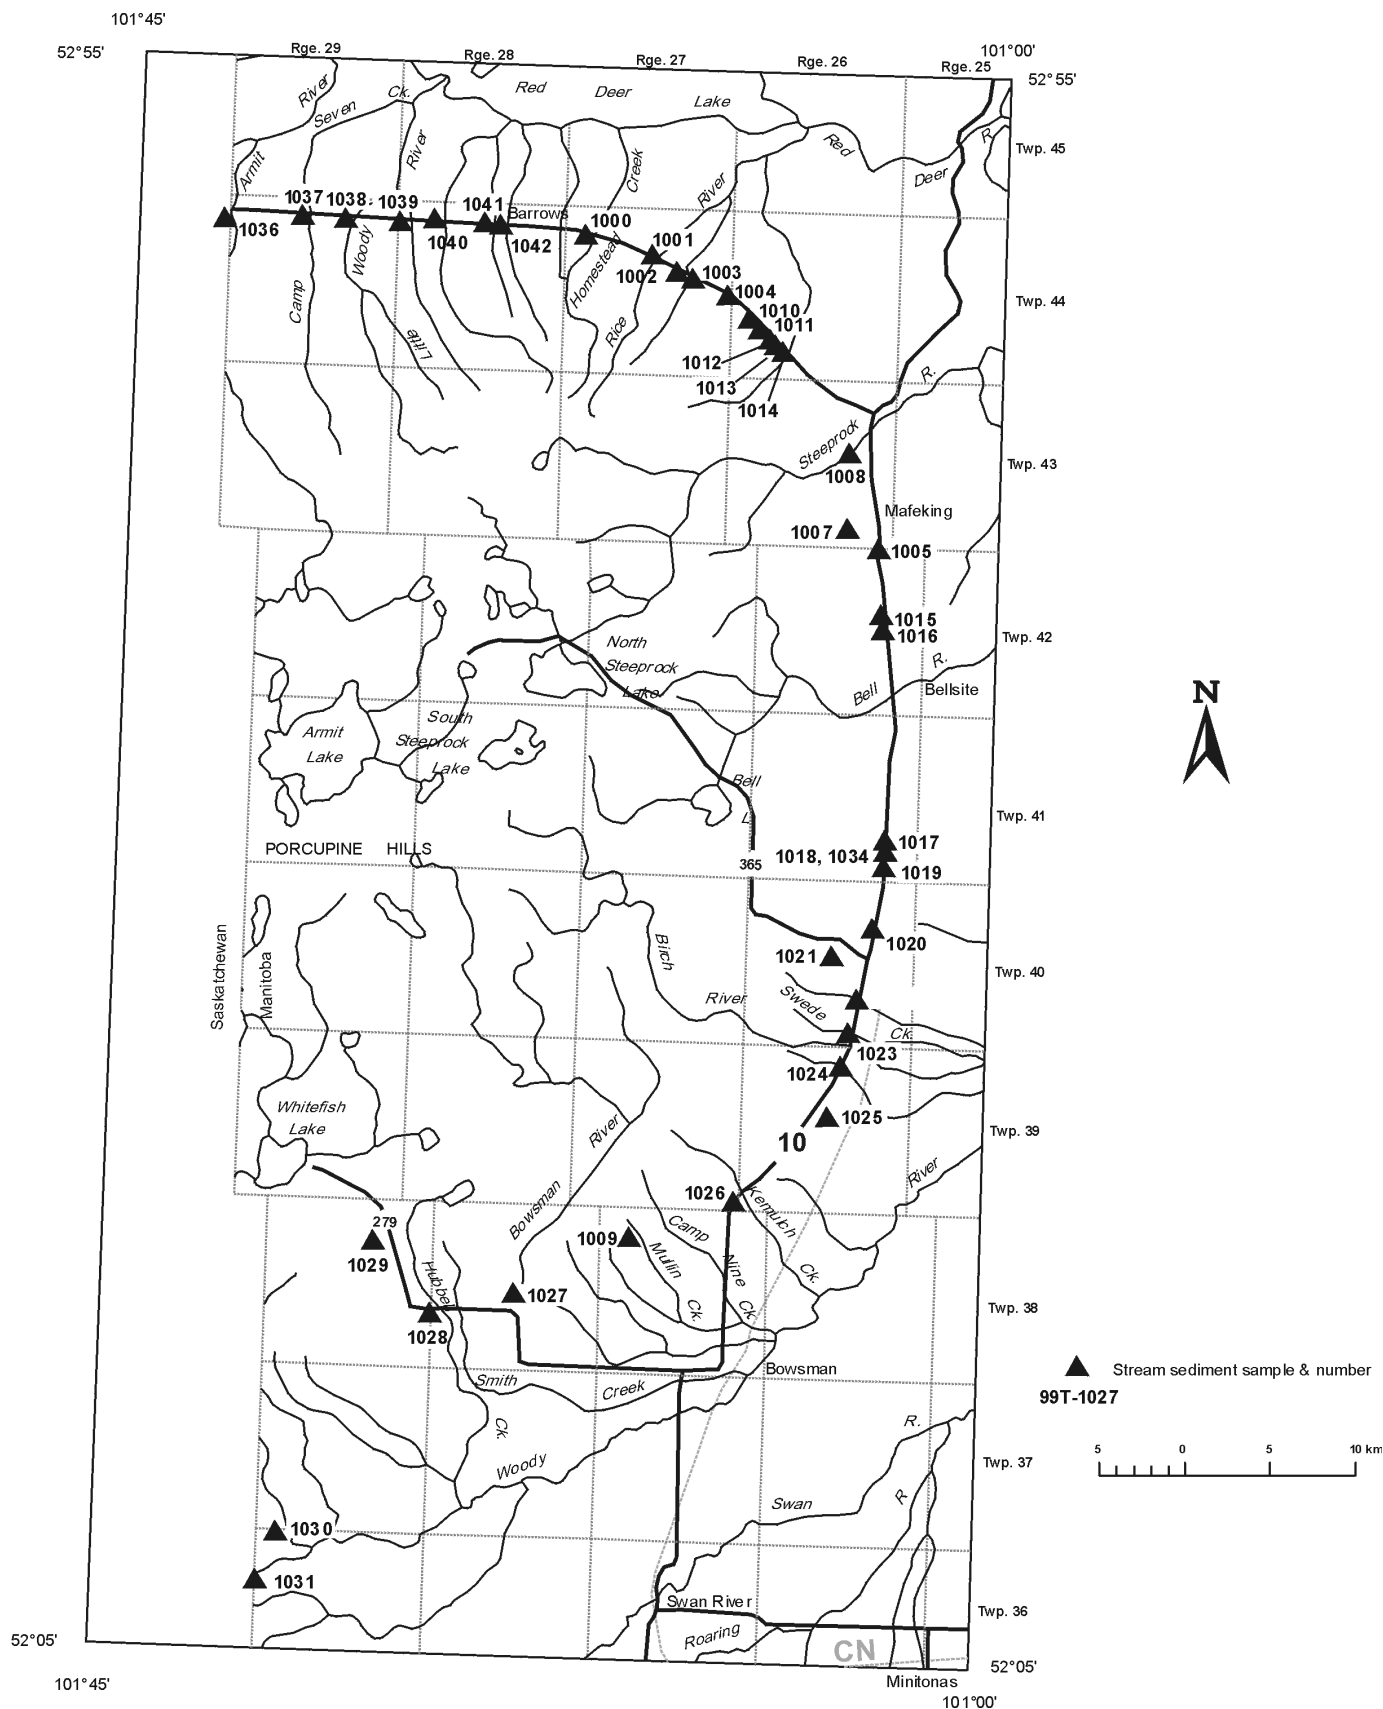 101°45'
52°55'
Rge. 29
Rge. 28
Rge. 27
Rge. 26
Rge. 25
101°00'
52°55'
River
Seven
Ck.
Red
Deer
Lake
Armit
River
Creek
River
Red
Deer
R.
Twp. 45
1037
1038
1039
1041
Barrows
1000
1036
1040
1042
1001
1002
1003
1004
1010
1011
1012
1013
1014
Camp
Woody
Little
Homestead
Rice
Twp. 44
R.
Steeprock
1008
Twp. 43
Mafeking
1007
1005
1015
1016
Twp. 42
North
Steeprock
Lake
R.
Bell
Bellsite
N
Armit
Lake
South
Steeprock
Lake
Bell
L
Twp. 41
PORCUPINE HILLS
365
1017
1018, 1034
1019
Saskatchewan
Manitoba
Birch
River
1020
1021
Twp. 40
Swede
Ck.
1023
1024
1025
Whitefish
Lake
River
10
Twp. 39
River
1026
Kemulch
Ck.
279
1029
Bowsman
1009
Camp
Nine
Ck.
Mullin
Ck.
Hubbel
1027
1028
Twp. 38
Bowsman
Smith
Creek
Ck.
Stream sediment sample & number
99T-1027
R.
5
0
5
10 km
Woody
Twp. 37
Swan
R
1030
1031
Swan River
Twp. 36
Roaring
CN
52°05'
52°05'
101°45'
Minitonas
101°00'